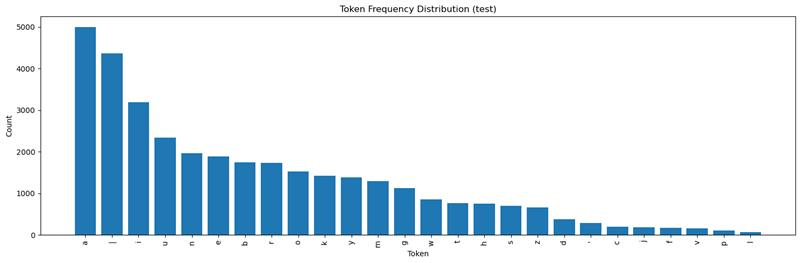 Token Frequency Distribution (test)
Count
5000
4000
3000
2000
1000
0
a | i u n e b r o k y m g w t h s z d ' c j f v p l
Token